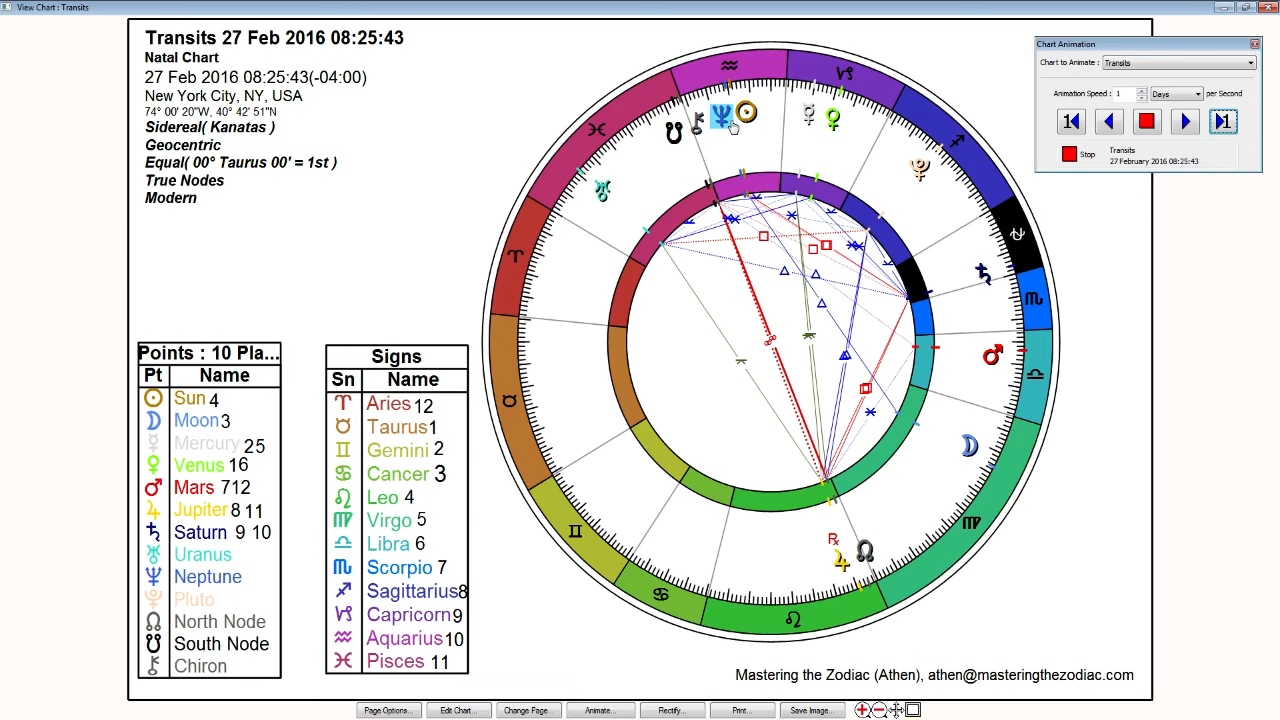 View Chart : Transits
Transits 27 Feb 2016 08:25:43
Natal Chart
27 Feb 2016 08:25:43(-04:00)
New York City, NY, USA
74° 00' 20"W, 40° 42' 51"N
Sidereal( Kanatas )
Geocentric
Equal( 00° Taurus 00' = 1st )
True Nodes
Modern
Chart Animation
Chart to Animate : Transits
Animation Speed : 1 Days per Second
1 1
Stop
Transits
27 February 2016 08:25:43
Points : 10 Pla...
Pt Name
Sun 4
Moon 3
Mercury 25
Venus 16
Mars 712
Jupiter 8 11
Saturn 9 10
Uranus
Neptune
Pluto
North Node
South Node
Chiron
Signs
Sn Name
Aries 12
Taurus 1
Gemini 2
Cancer 3
Leo 4
Virgo 5
Libra 6
Scorpio 7
Sagittarius 8
Capricorn 9
Aquarius 10
Pisces 11
Mastering the Zodiac (Athen), athen@masteringthezodiac.com
Page Options... Edit Chart... Change Page... Animate... Rectify... Print... Save Image...